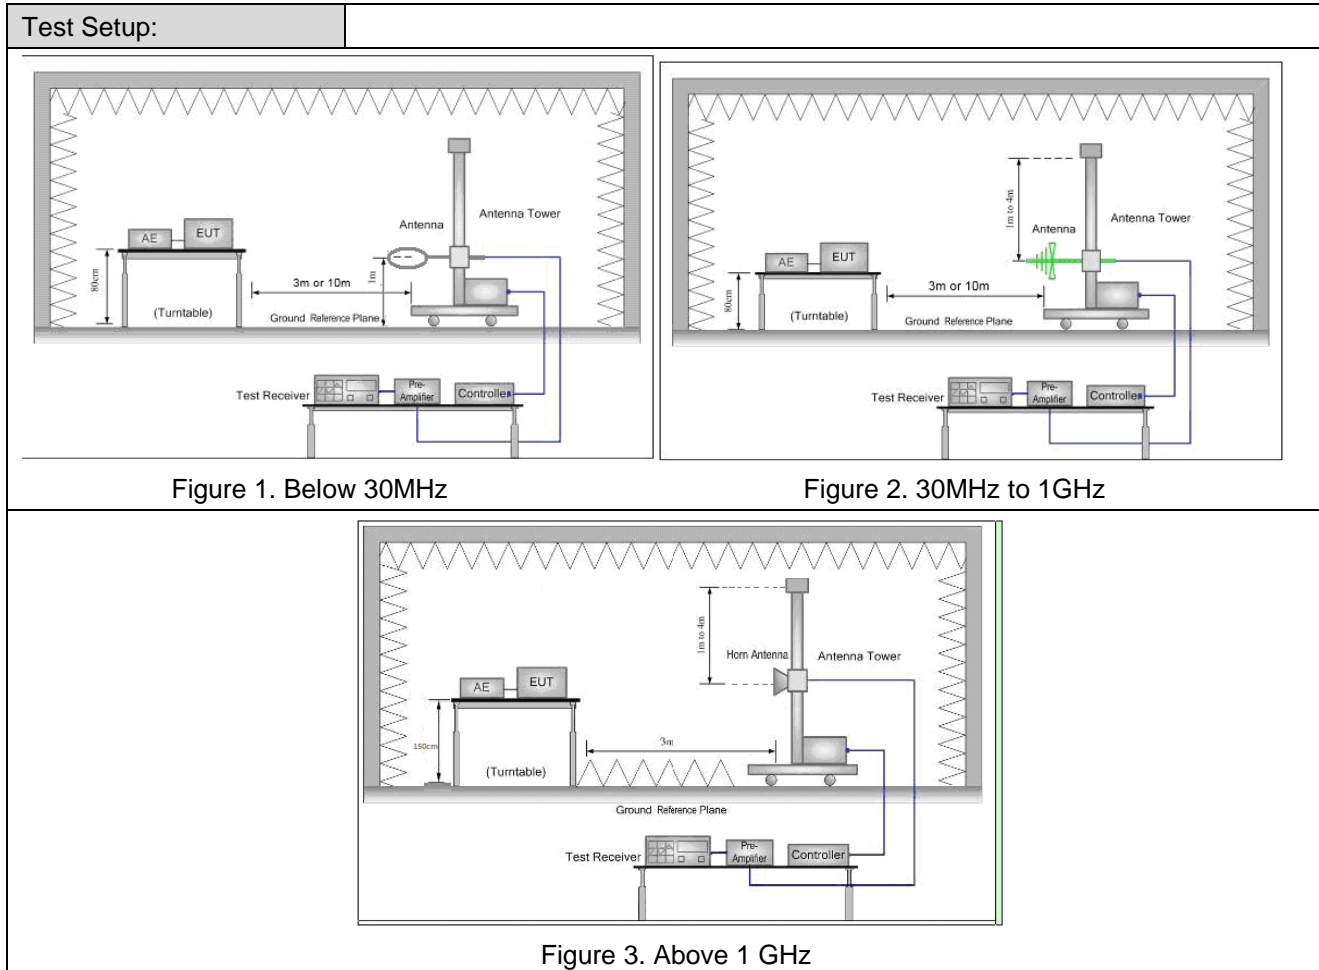 Test Setup:
AE
EUT
80cm
(Turntable)
3m or 10m
Ground Reference Plane
Antenna
1m
Antenna Tower
Test Receiver
Pre-
Amplifier
Controller
Figure 1. Below 30MHz
AE
EUT
80cm
(Turntable)
3m or 10m
Ground Reference Plane
Antenna
1m to 4m
Antenna Tower
Test Receiver
Pre-
Amplifier
Controller
Figure 2. 30MHz to 1GHz
AE
EUT
150cm
(Turntable)
3m
Ground Reference Plane
Horn Antenna
1m to 4m
Antenna Tower
Test Receiver
Pre-
Amplifier
Controller
Figure 3. Above 1 GHz